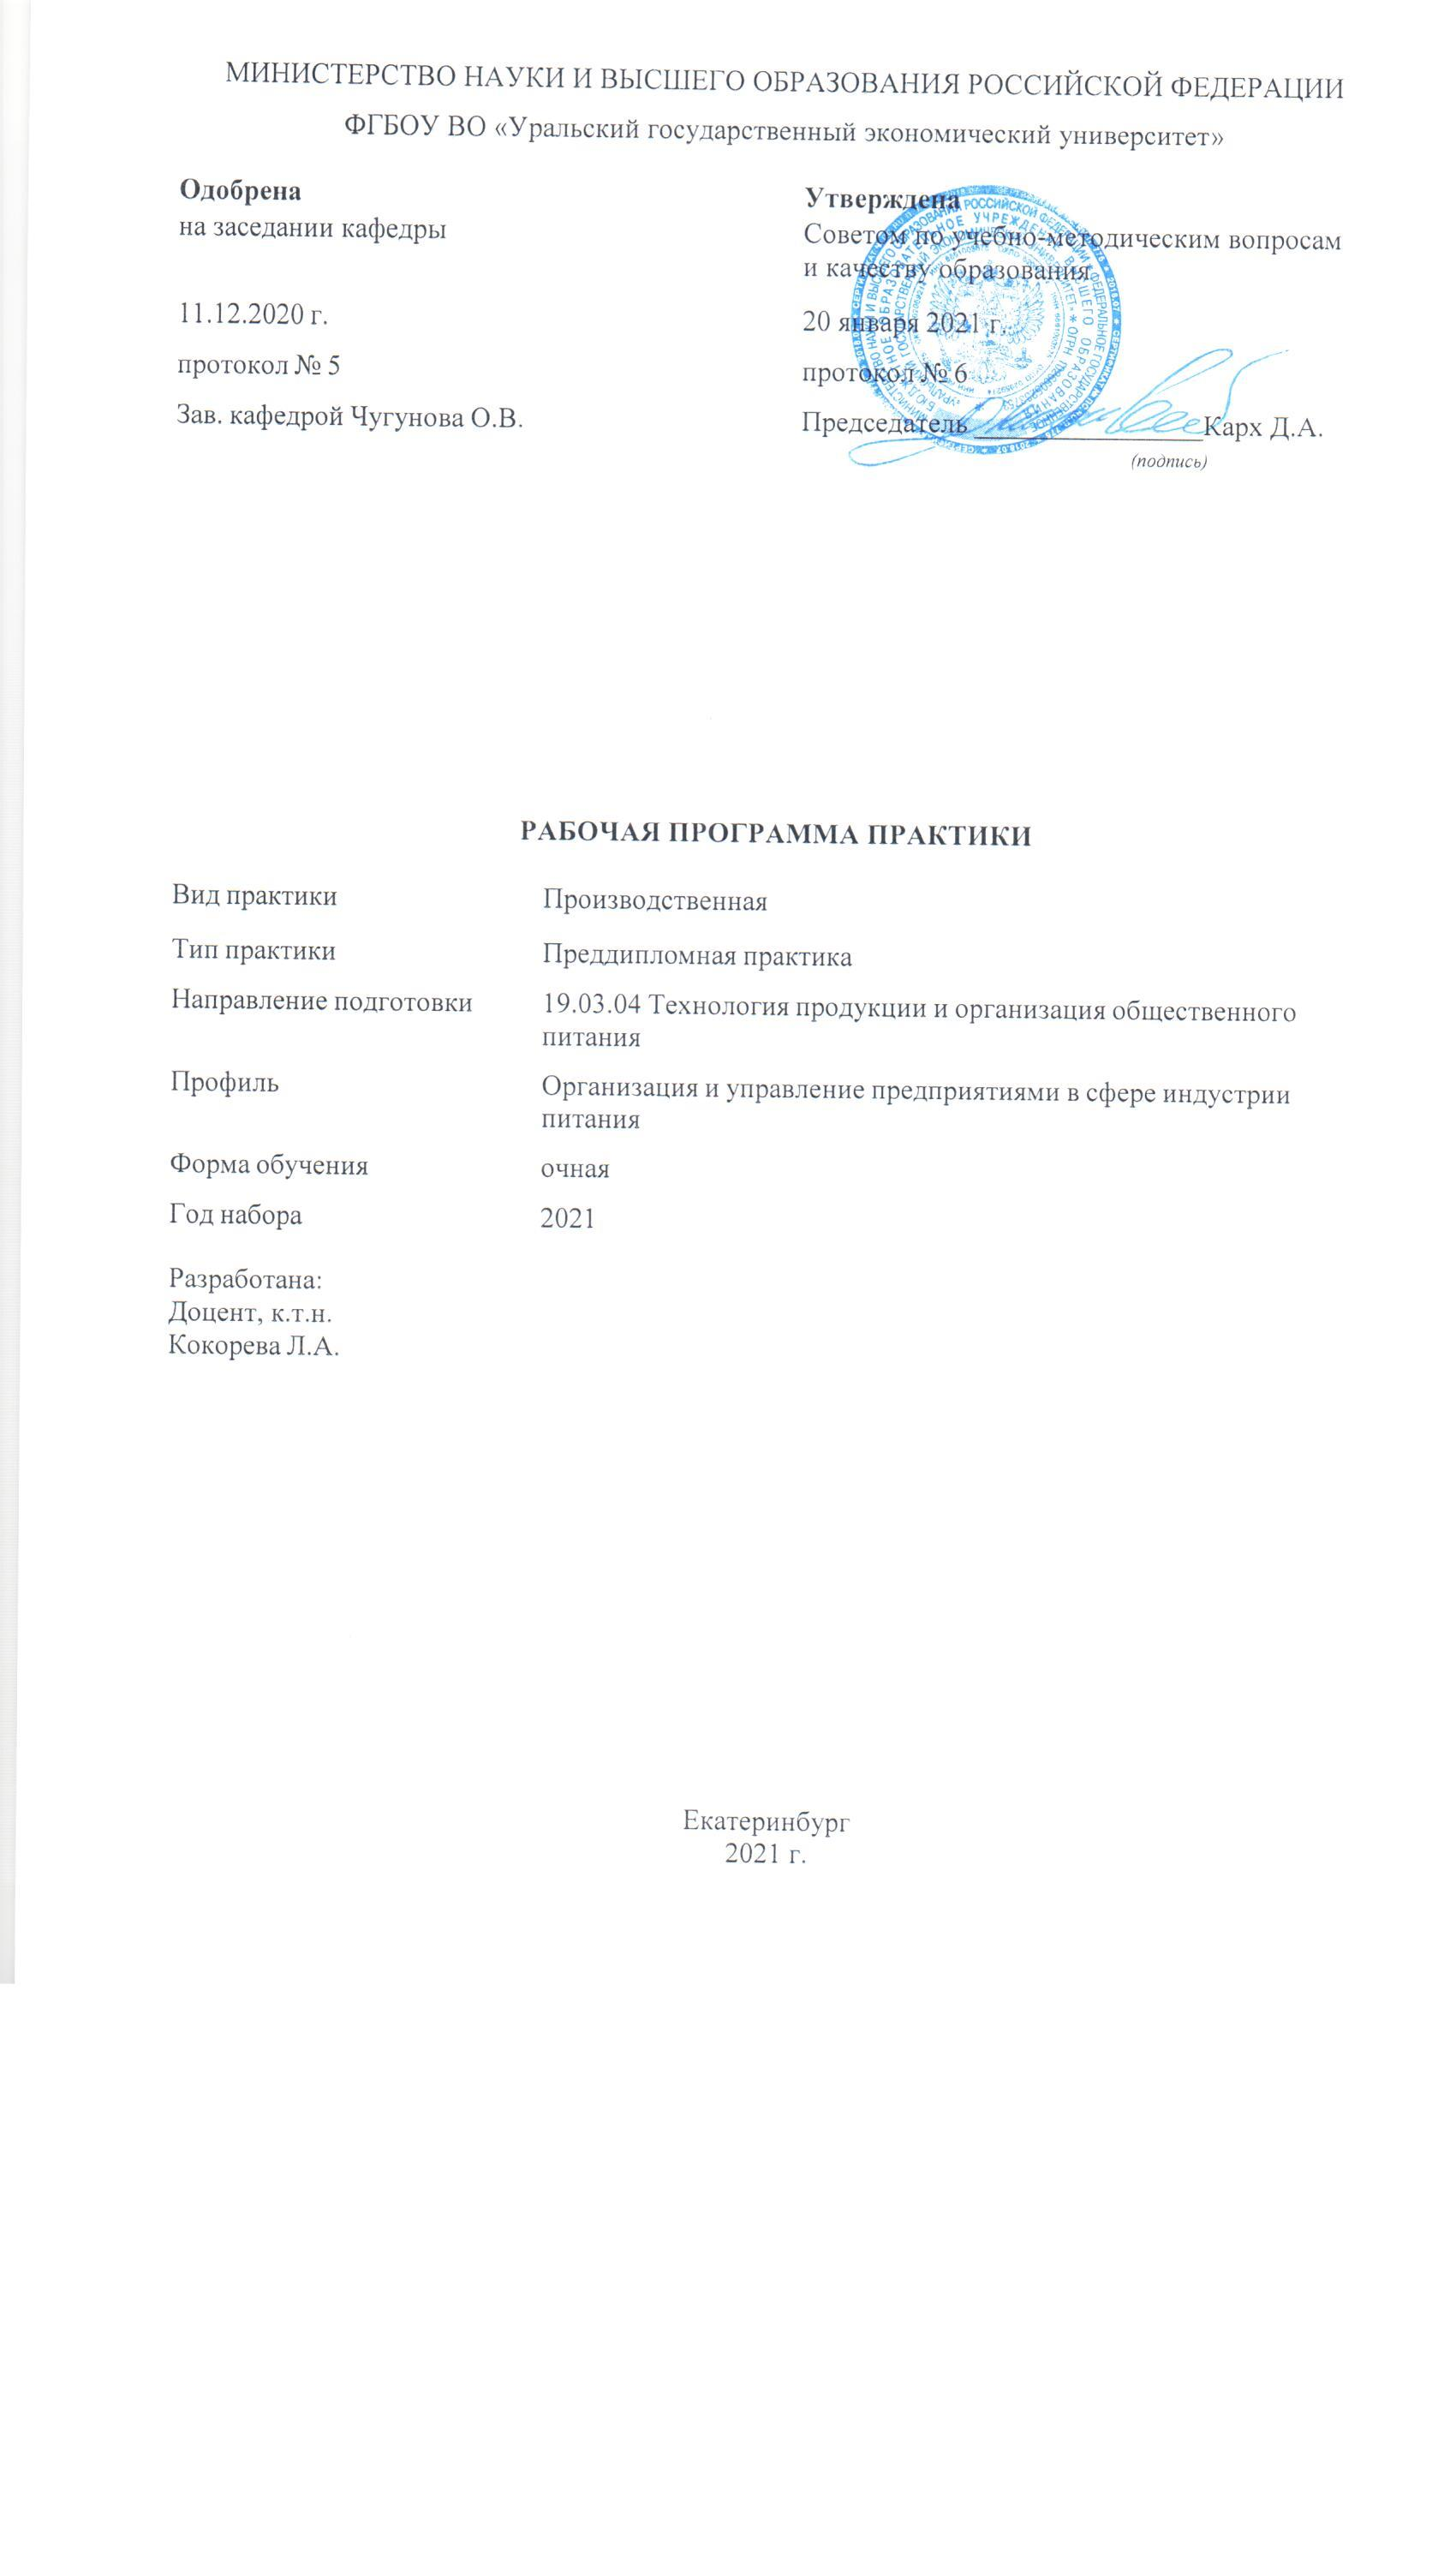 МИНИСТЕРСТВО НАУКИ И ВЫСШЕГО ОБРАЗОВАНИЯ РОССИЙСКОЙ ФЕДЕРАЦИИ
ФГБОУ ВО «Уральский государственный экономический университет»
Одобрена
на заседании кафедры
11.12.2020 г.
протокол № 5
Зав. кафедрой Чугунова О.В.
Утверждена
Советом по учебно-методическим вопросам
и качеству образования
20 января 2021 г.
протокол № 6
Председатель Карх Д.А.
(подпись)
РАБОЧАЯ ПРОГРАММА ПРАКТИКИ
Вид практики Производственная
Тип практики Преддипломная практика
Направление подготовки 19.03.04 Технология продукции и организация общественного
питания
Профиль Организация и управление предприятиями в сфере индустрии
питания
Форма обучения очная
Год набора 2021
Разработана:
Доцент, к.т.н.
Кокорева Л.А.
Екатеринбург
2021 г.